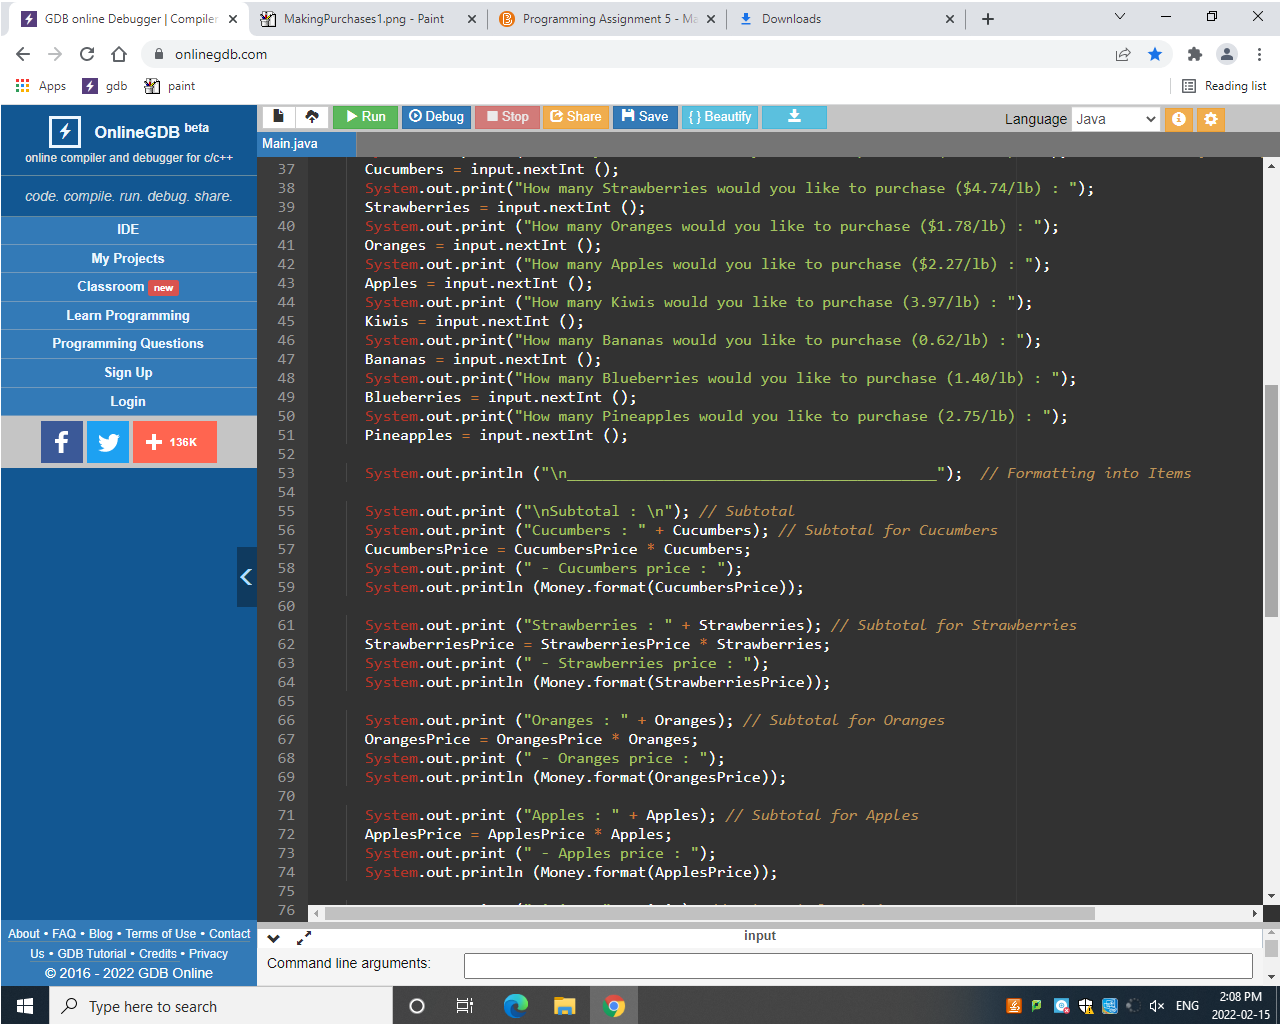 GDB online Debugger | Compiler
MakingPurchases1.png - Paint
Programming Assignment 5 - Ma
Downloads
onlinegdb.com
Apps
gdb
paint
Reading list
OnlineGDB beta
online compiler and debugger for c/c++
code. compile. run. debug. share.
IDE
My Projects
Classroom new
Learn Programming
Programming Questions
Sign Up
Login
136K
About • FAQ • Blog • Terms of Use • Contact
Us • GDB Tutorial • Credits • Privacy
© 2016 - 2022 GDB Online
Run
Debug
Stop
Share
Save
{ } Beautify
Language Java
Main.java
37 Cucumbers = input.nextInt ();
38 System.out.print("How many Strawberries would you like to purchase ($4.74/lb) : ");
39 Strawberries = input.nextInt ();
40 System.out.print ("How many Oranges would you like to purchase ($1.78/lb) : ");
41 Oranges = input.nextInt ();
42 System.out.print ("How many Apples would you like to purchase ($2.27/lb) : ");
43 Apples = input.nextInt ();
44 System.out.print ("How many Kiwis would you like to purchase (3.97/lb) : ");
45 Kiwis = input.nextInt ();
46 System.out.print("How many Bananas would you like to purchase (0.62/lb) : ");
47 Bananas = input.nextInt ();
48 System.out.print("How many Blueberries would you like to purchase (1.40/lb) : ");
49 Blueberries = input.nextInt ();
50 System.out.print("How many Pineapples would you like to purchase (2.75/lb) : ");
51 Pineapples = input.nextInt ();
52
53 System.out.println ("\n__________________________________________"); // Formatting into Items
54
55 System.out.print ("\nSubtotal : \n"); // Subtotal
56 System.out.print ("Cucumbers : " + Cucumbers); // Subtotal for Cucumbers
57 CucumbersPrice = CucumbersPrice * Cucumbers;
58 System.out.print (" - Cucumbers price : ");
59 System.out.println (Money.format(CucumbersPrice));
60
61 System.out.print ("Strawberries : " + Strawberries); // Subtotal for Strawberries
62 StrawberriesPrice = StrawberriesPrice * Strawberries;
63 System.out.print (" - Strawberries price : ");
64 System.out.println (Money.format(StrawberriesPrice));
65
66 System.out.print ("Oranges : " + Oranges); // Subtotal for Oranges
67 OrangesPrice = OrangesPrice * Oranges;
68 System.out.print (" - Oranges price : ");
69 System.out.println (Money.format(OrangesPrice));
70
71 System.out.print ("Apples : " + Apples); // Subtotal for Apples
72 ApplesPrice = ApplesPrice * Apples;
73 System.out.print (" - Apples price : ");
74 System.out.println (Money.format(ApplesPrice));
75
76
input
Command line arguments:
Type here to search
ENG
2:08 PM
2022-02-15